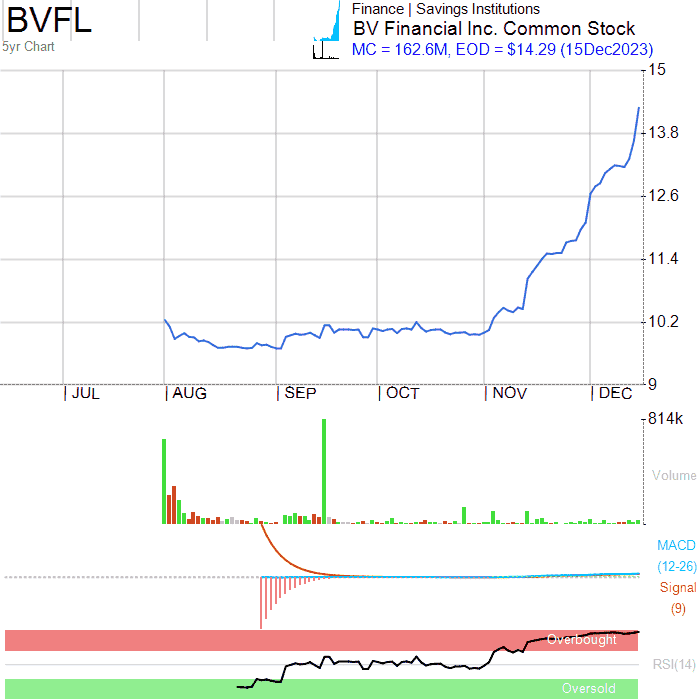 BVFL
5yr Chart
Finance | Savings Institutions
BV Financial Inc. Common Stock
MC = 162.6M, EOD = $14.29 (15Dec2023)
15
13.8
12.6
11.4
10.2
9
JUL AUG SEP OCT NOV DEC
814k
Volume
MACD
(12-26)
Signal
(9)
Overbought
RSI(14)
Oversold